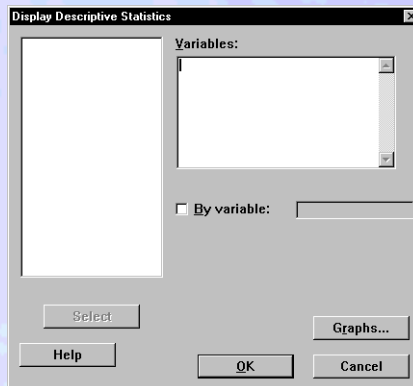 Display Descriptive Statistics
Variables:
By variable:
Select
Graphs...
Help
OK
Cancel